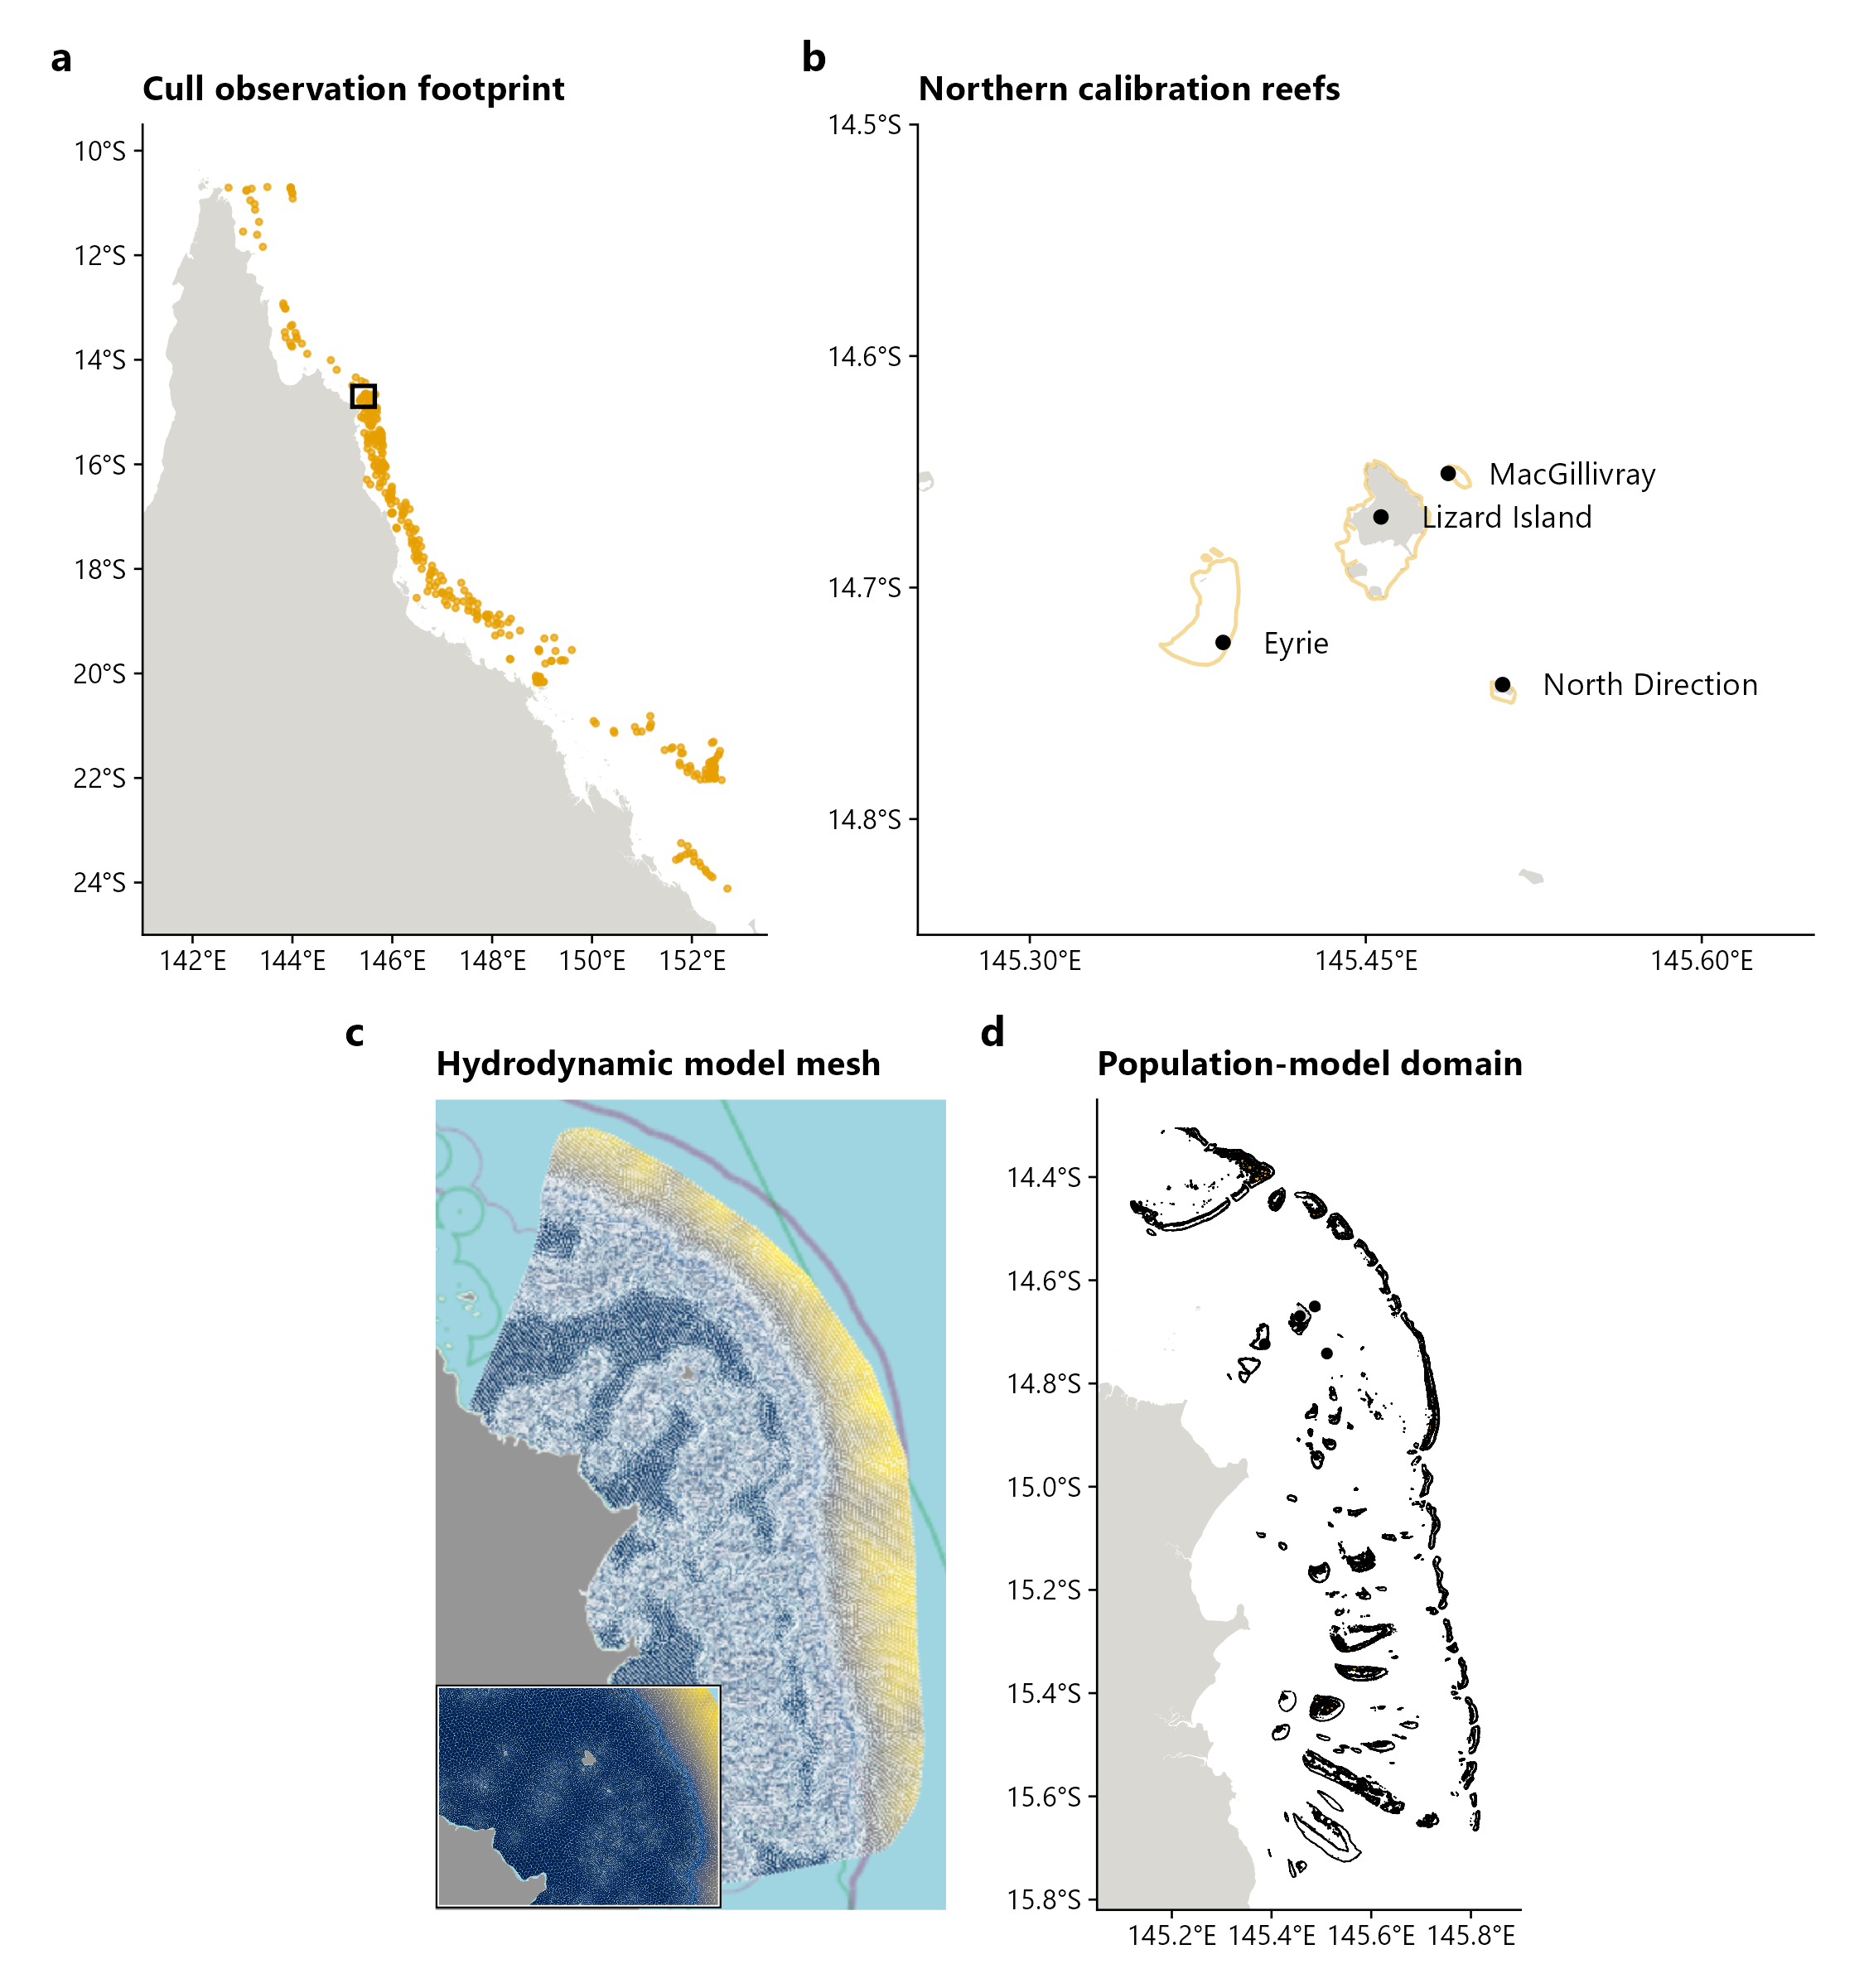 a
Cull observation footprint
10°S
12°S
14°S
16°S
18°S
20°S
22°S
24°S
142°E 144°E 146°E 148°E 150°E 152°E
b
Northern calibration reefs
14.5°S
14.6°S
14.7°S
14.8°S
MacGillivray
Lizard Island
Eyrie
North Direction
145.30°E 145.45°E 145.60°E
c
Hydrodynamic model mesh
d
Population-model domain
14.4°S
14.6°S
14.8°S
15.0°S
15.2°S
15.4°S
15.6°S
15.8°S
145.2°E 145.4°E 145.6°E 145.8°E